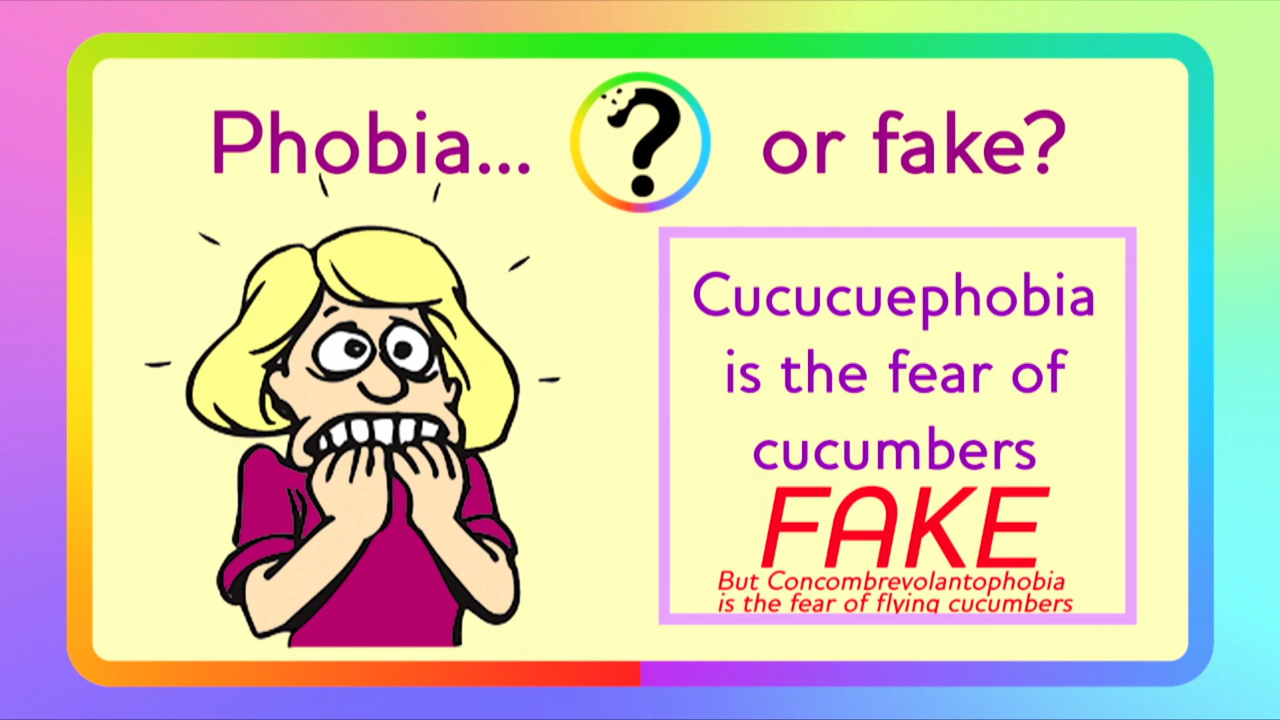 Phobia... ? or fake?
Cucucuephobia
is the fear of
cucumbers
FAKE
But Concombrevolantophobia
is the fear of flying cucumbers